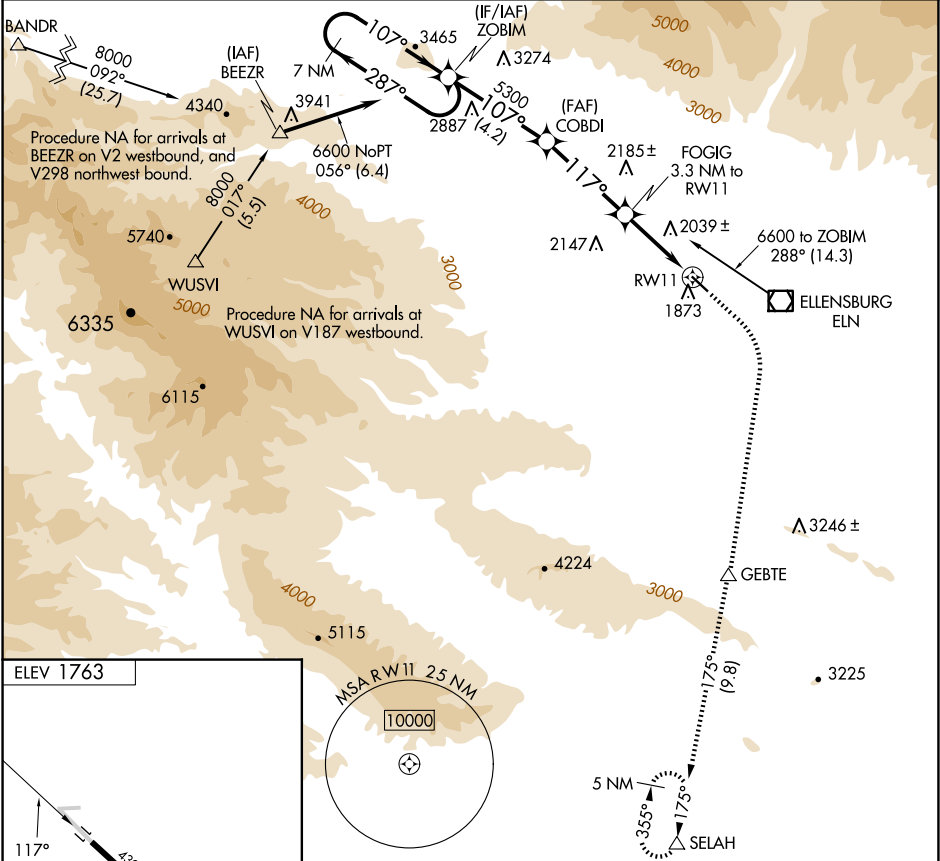 BANDR
8000
092°
(25.7)
(IAF)
BEEZR
4340
3941
7 NM
107°
3465
287°
(IF/IAF)
ZOBIM
3274
5000
4000
3000
2887
5300
107°
(4.2)
(FAF)
COBDI
Procedure NA for arrivals at
BEEZR on V2 westbound, and
V298 northwest bound.
6600 NoPT
056° (6.4)
8000
017°
(5.5)
4000
117°
2185 ±
FOGIG
3.3 NM to
RW11
2039 ±
2147
6600 to ZOBIM
288° (14.3)
5740
WUSVI
3000
RW11
1873
ELLENSBURG
ELN
5000
6335
Procedure NA for arrivals at
WUSVI on V187 westbound.
6115
3246 ±
4224
GEBTE
3000
4000
5115
175°
(9.8)
3225
ELEV 1763
MSA RW11 25 NM
10000
5 NM
355°
175°
SELAH
117°